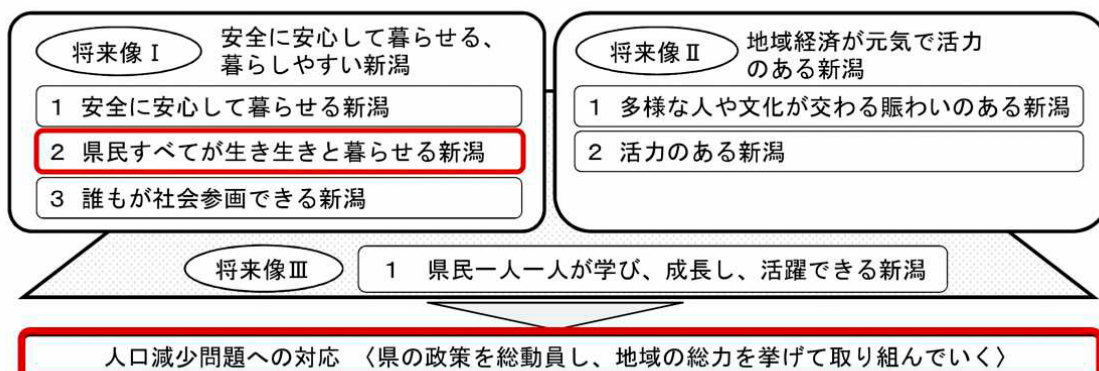 将来像Ⅰ
安全に安心して暮らせる、
暮らしやすい新潟
1 安全に安心して暮らせる新潟
2 県民すべてが生き生きと暮らせる新潟
3 誰もが社会参画できる新潟
将来像Ⅱ
地域経済が元気で活力
のある新潟
1 多様な人や文化が交わる賑わいのある新潟
2 活力のある新潟
将来像Ⅲ
1 県民一人一人が学び、成長し、活躍できる新潟
人口減少問題への対応 〈県の政策を総動員し、地域の総力を挙げて取り組んでいく〉